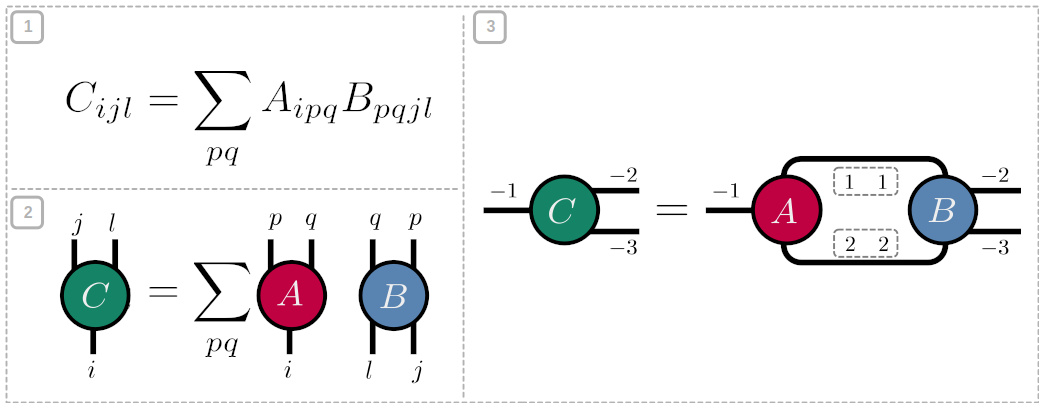 1
C_{ijl} = \sum_{pq} A_{ipq} B_{pqjl}
2
j l p q q p
C = \sum_{pq} A B
i i l j
3
−1 C −2 −3 = −1 A 1 1 2 2 B −2 −3